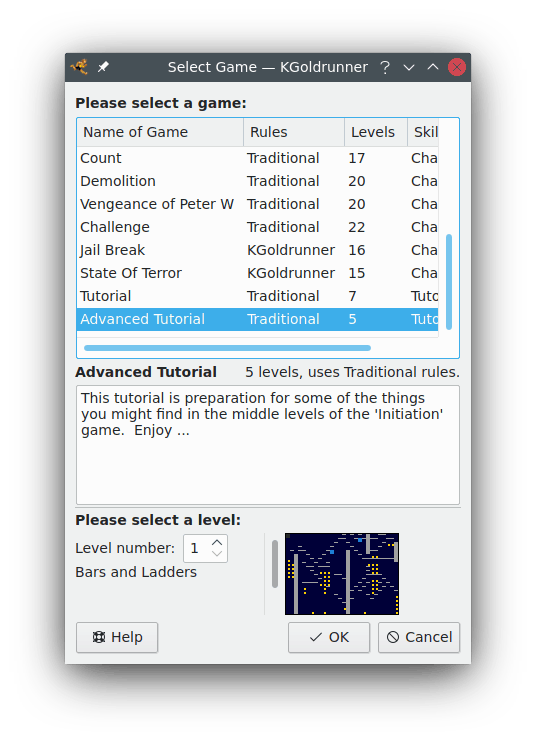 Select Game — KGoldrunner
Please select a game:
Name of Game Rules Levels Skil
Count Traditional 17 Cha
Demolition Traditional 20 Cha
Vengeance of Peter W Traditional 20 Cha
Challenge Traditional 22 Cha
Jail Break KGoldrunner 16 Cha
State Of Terror KGoldrunner 15 Cha
Tutorial Traditional 7 Tuto
Advanced Tutorial Traditional 5 Tuto
Advanced Tutorial 5 levels, uses Traditional rules.
This tutorial is preparation for some of the things
you might find in the middle levels of the 'Initiation'
game.  Enjoy ...
Please select a level:
Level number: 1
Bars and Ladders
Help OK Cancel